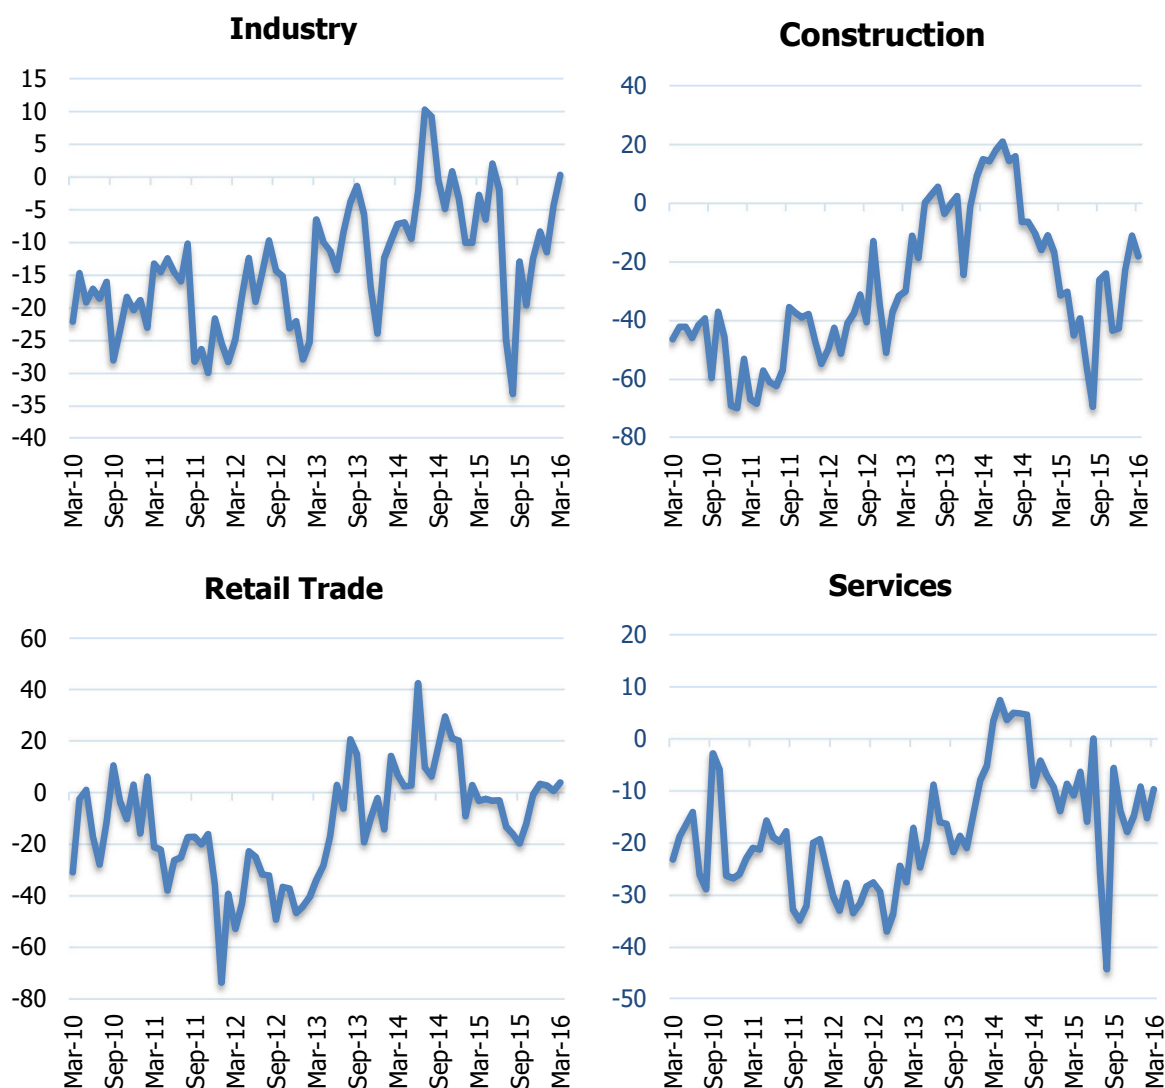 Industry
15
10
5
0
-5
-10
-15
-20
-25
-30
-35
-40
Mar-10
Sep-10
Mar-11
Sep-11
Mar-12
Sep-12
Mar-13
Sep-13
Mar-14
Sep-14
Mar-15
Sep-15
Mar-16
Construction
40
20
0
-20
-40
-60
-80
Mar-10
Sep-10
Mar-11
Sep-11
Mar-12
Sep-12
Mar-13
Sep-13
Mar-14
Sep-14
Mar-15
Sep-15
Mar-16
Retail Trade
60
40
20
0
-20
-40
-60
-80
Mar-10
Sep-10
Mar-11
Sep-11
Mar-12
Sep-12
Mar-13
Sep-13
Mar-14
Sep-14
Mar-15
Sep-15
Mar-16
Services
20
10
0
-10
-20
-30
-40
-50
Mar-10
Sep-10
Mar-11
Sep-11
Mar-12
Sep-12
Mar-13
Sep-13
Mar-14
Sep-14
Mar-15
Sep-15
Mar-16